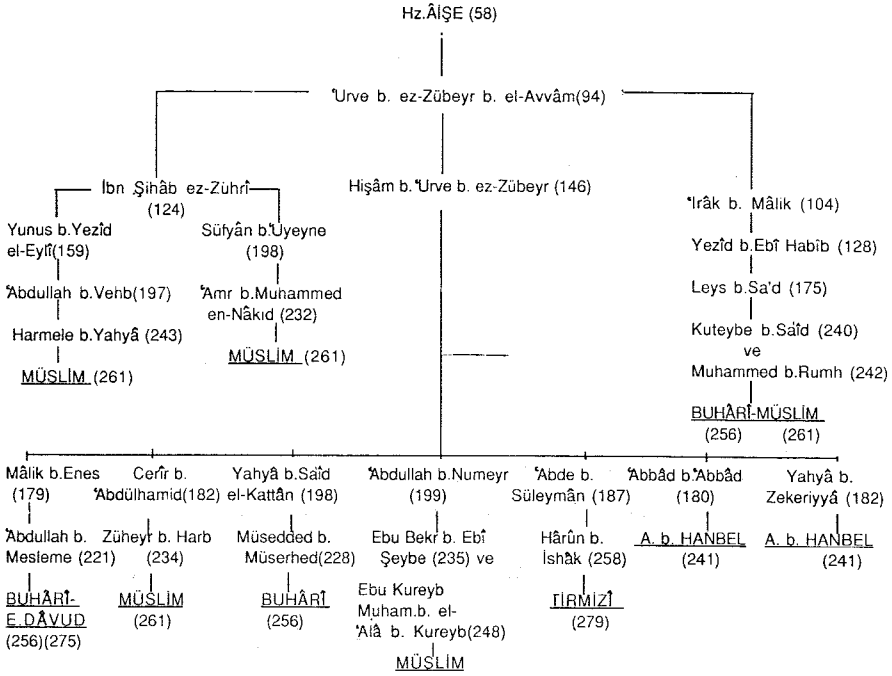 Hz.ÂİŞE (58)
'Urve b. ez-Zübeyr b. el-Avvâm(94)
İbn Şihâb ez-Zührî
(124)
Hişâm b.'Urve b. ez-Zübeyr (146)
'Irâk b. Mâlik (104)
Yezîd b.Ebî Habîb (128)
Leys b.Sa'd (175)
Kuteybe b.Saîd (240)
ve
Muhammed b.Rumh (242)
BUHÂRÎ-MÜSLİM
(256) (261)
Yunus b.Yezîd
el-Eylî(159)
'Abdullah b.Vehb(197)
Harmele b.Yahyâ (243)
MÜSLİM (261)
Süfyân b.'Uyeyne
(198)
'Amr b.Muhammed
en-Nâkıd (232)
MÜSLİM (261)
Mâlik b.Enes
(179)
'Abdullah b.
Mesleme (221)
BUHÂRÎ-
E.DÂVUD
(256)(275)
Cerîr b.
'Abdülhamid(182)
Züheyr b. Harb
(234)
MÜSLİM
(261)
Yahyâ b.Saîd
el-Kattân (198)
Müsedded b.
Müserhed(228)
BUHÂRÎ
(256)
'Abdullah b.Numeyr
(199)
Ebu Bekr b. Ebî
Şeybe (235) ve
Ebu Kureyb
Muham.b. el-
'Alâ b. Kureyb(248)
MÜSLİM
'Abde b.
Süleymân (187)
Hârûn b.
İshâk (258)
TİRMİZÎ
(279)
'Abbâd b.'Abbâd
(180)
A. b. HANBEL
(241)
Yahyâ b.
Zekeriyyâ (182)
A. b. HANBEL
(241)